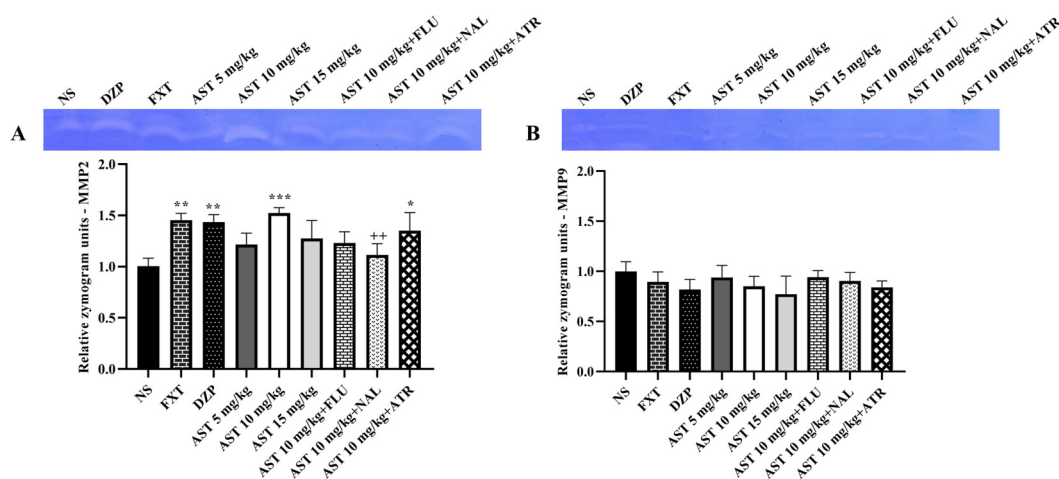 NS
DZP
FXT
AST 5 mg/kg
AST 10 mg/kg
AST 15 mg/kg
AST 10 mg/kg+FLU
AST 10 mg/kg+NAL
AST 10 mg/kg+ATR
A
Relative zymogram units - MMP2
2.0
1.5
1.0
0.5
0.0
**
**
***
++
*
NS
FXT
DZP
AST 5 mg/kg
AST 10 mg/kg
AST 15 mg/kg
AST 10 mg/kg+FLU
AST 10 mg/kg+NAL
AST 10 mg/kg+ATR
NS
DZP
FXT
AST 5 mg/kg
AST 10 mg/kg
AST 15 mg/kg
AST 10 mg/kg+FLU
AST 10 mg/kg+NAL
AST 10 mg/kg+ATR
B
Relative zymogram units - MMP9
2.0
1.5
1.0
0.5
0.0
NS
FXT
DZP
AST 5 mg/kg
AST 10 mg/kg
AST 15 mg/kg
AST 10 mg/kg+FLU
AST 10 mg/kg+NAL
AST 10 mg/kg+ATR